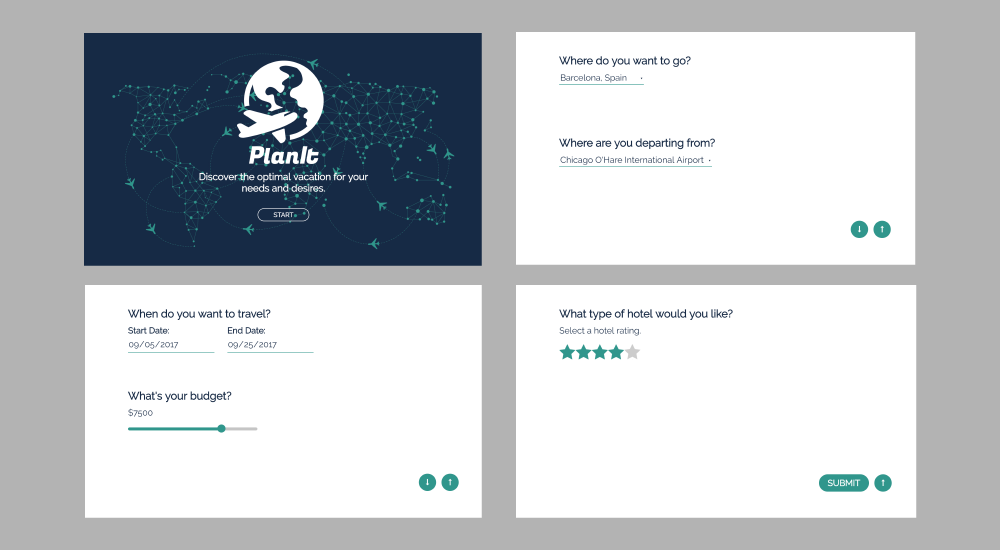 PlanIt
Discover the optimal vacation for your
needs and desires.
START
Where do you want to go?
Barcelona, Spain
Where are you departing from?
Chicago O'Hare International Airport
When do you want to travel?
Start Date: End Date:
09/05/2017 09/25/2017
What's your budget?
$7500
What type of hotel would you like?
Select a hotel rating.
SUBMIT